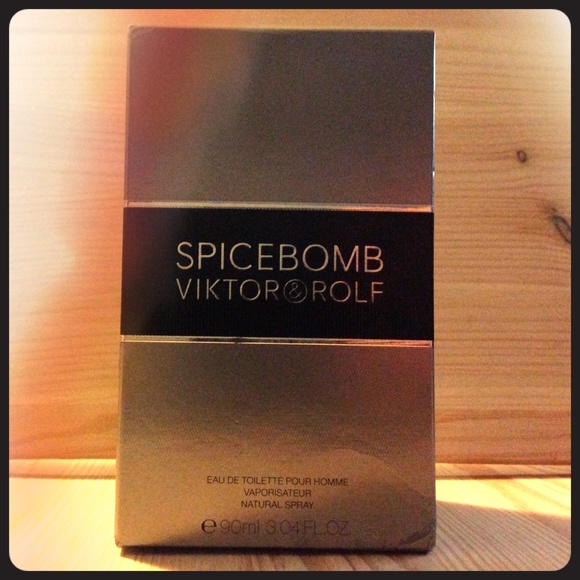 SPICEBOMB
VIKTOR&ROLF
EAU DE TOILETTE POUR HOMME
VAPORISATEUR
NATURAL SPRAY
℮ 90ml 3.04 FL.OZ.